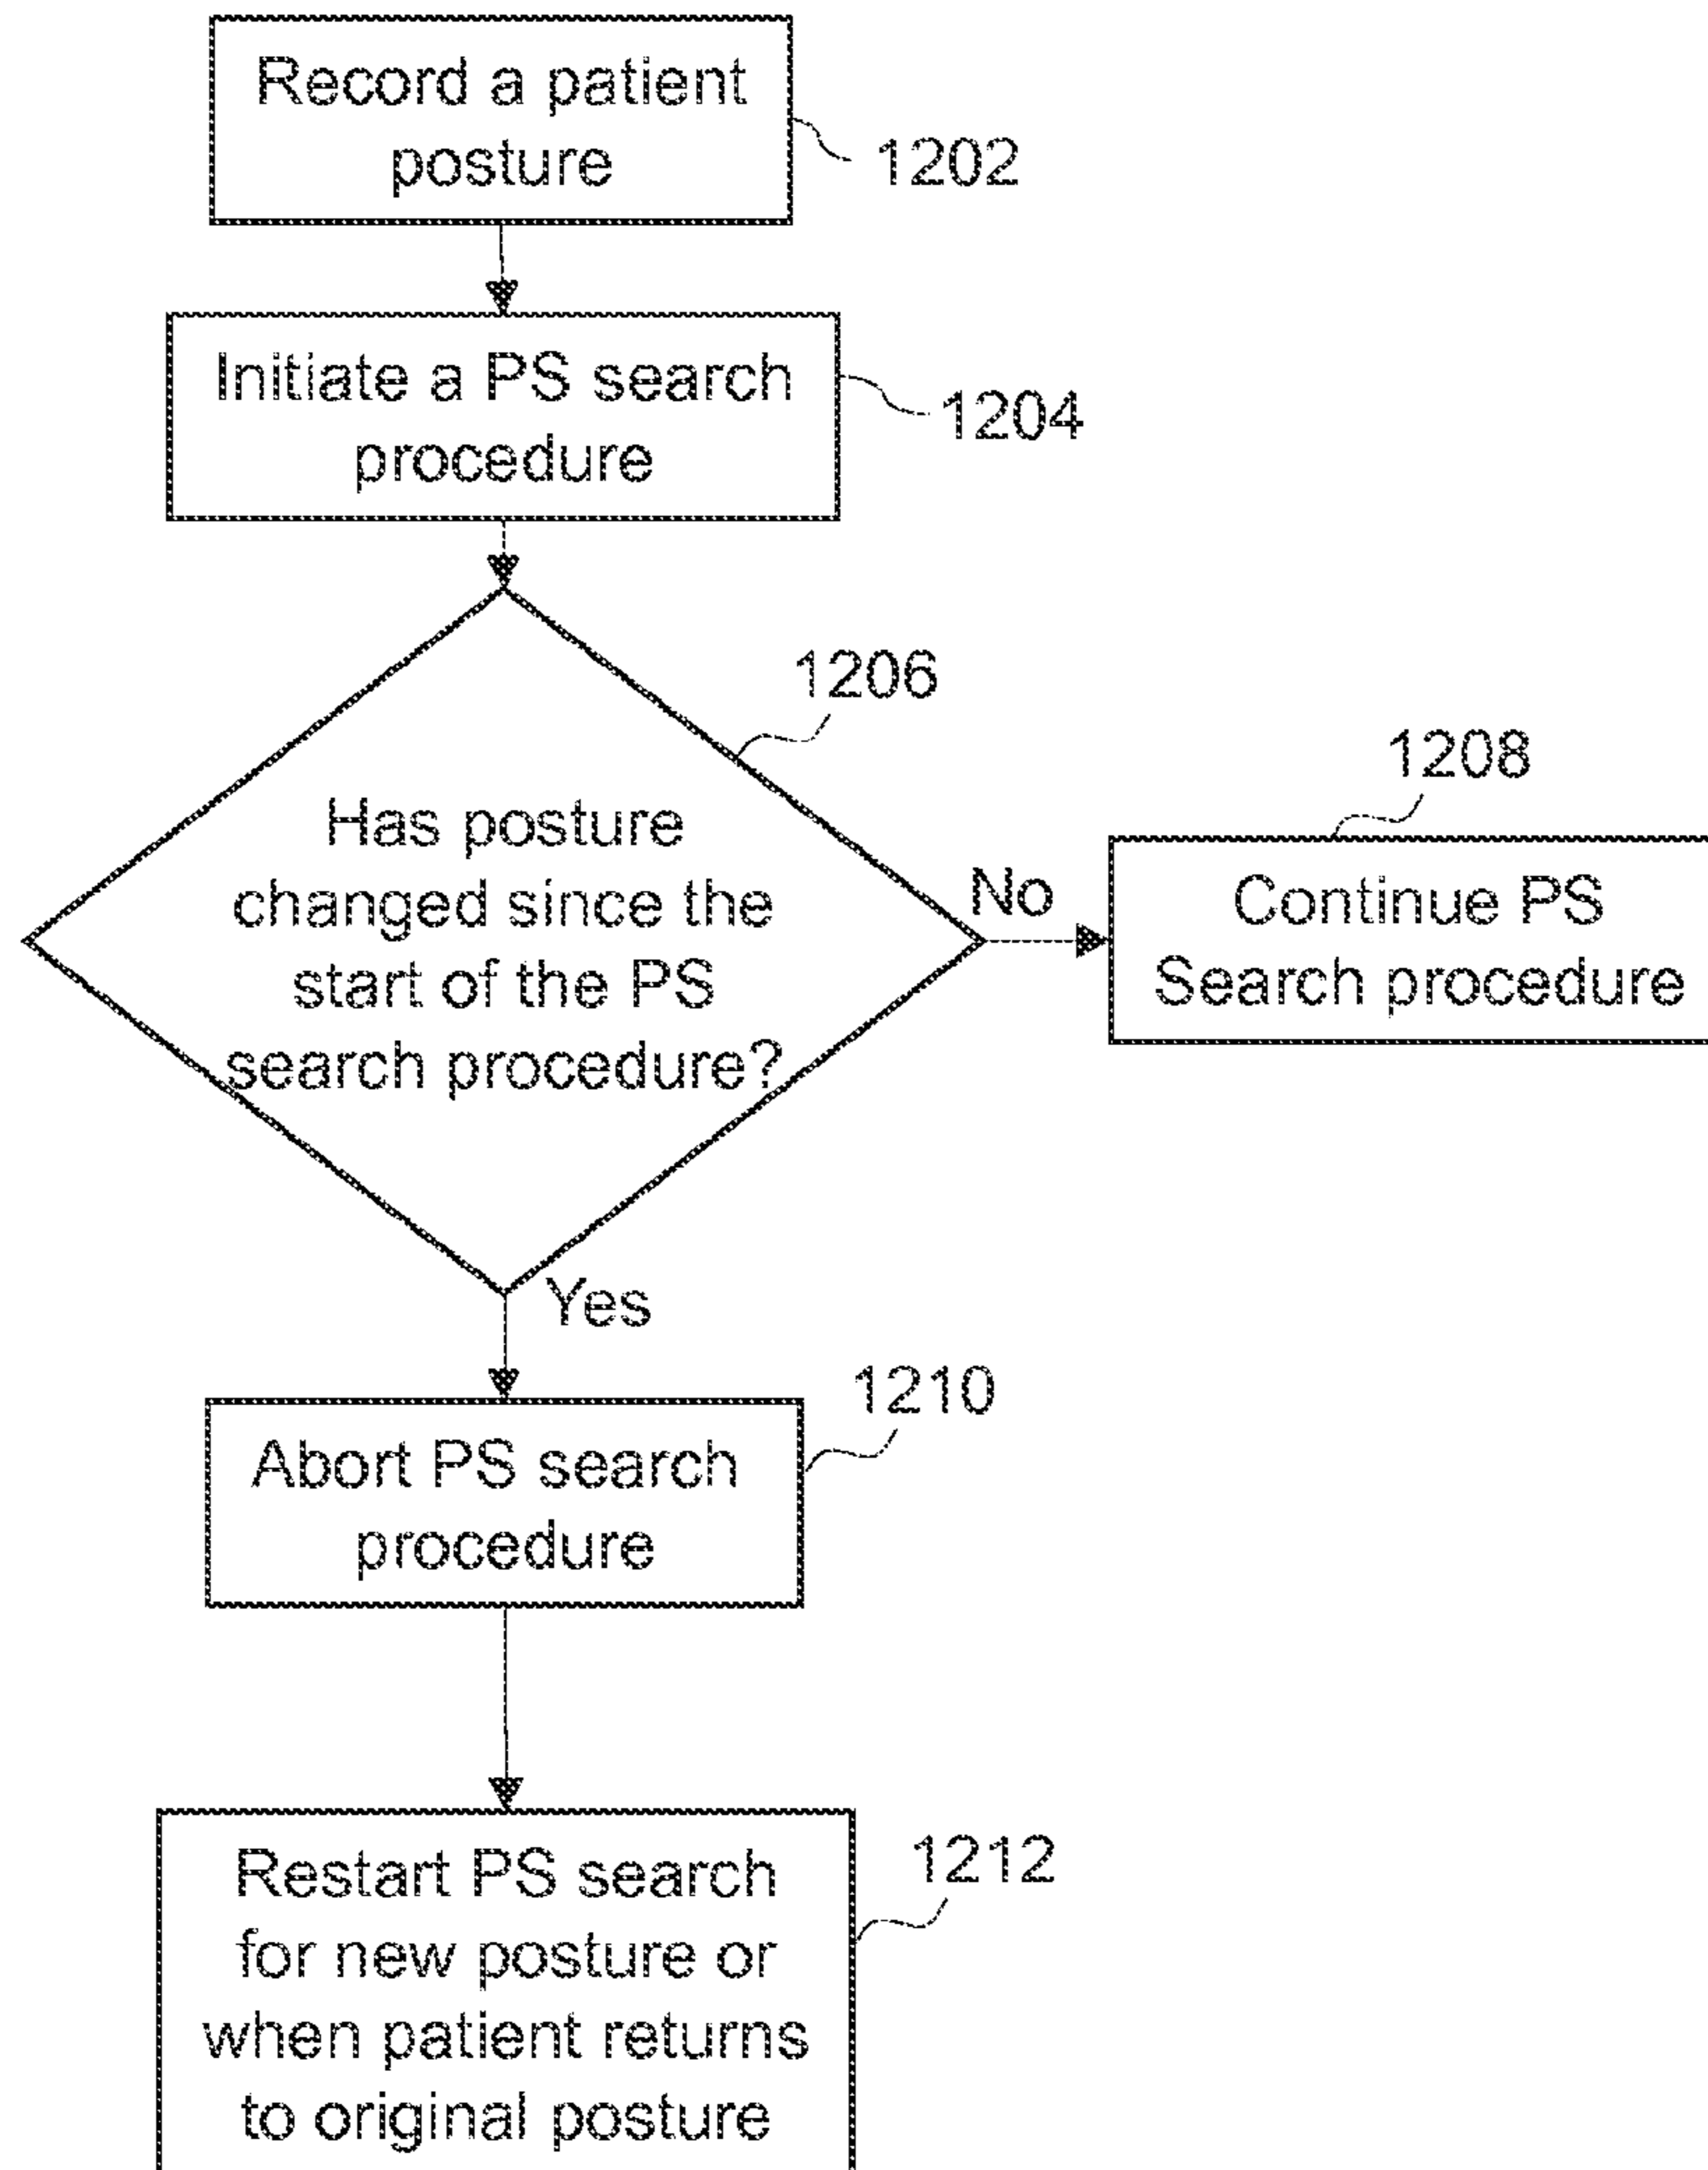 Record a patient
posture
1202
Initiate a PS search
procedure
1204
1206
Has posture
changed since the
start of the PS
search procedure?
No
1208
Continue PS
Search procedure
Yes
1210
Abort PS search
procedure
1212
Restart PS search
for new posture or
when patient returns
to original posture